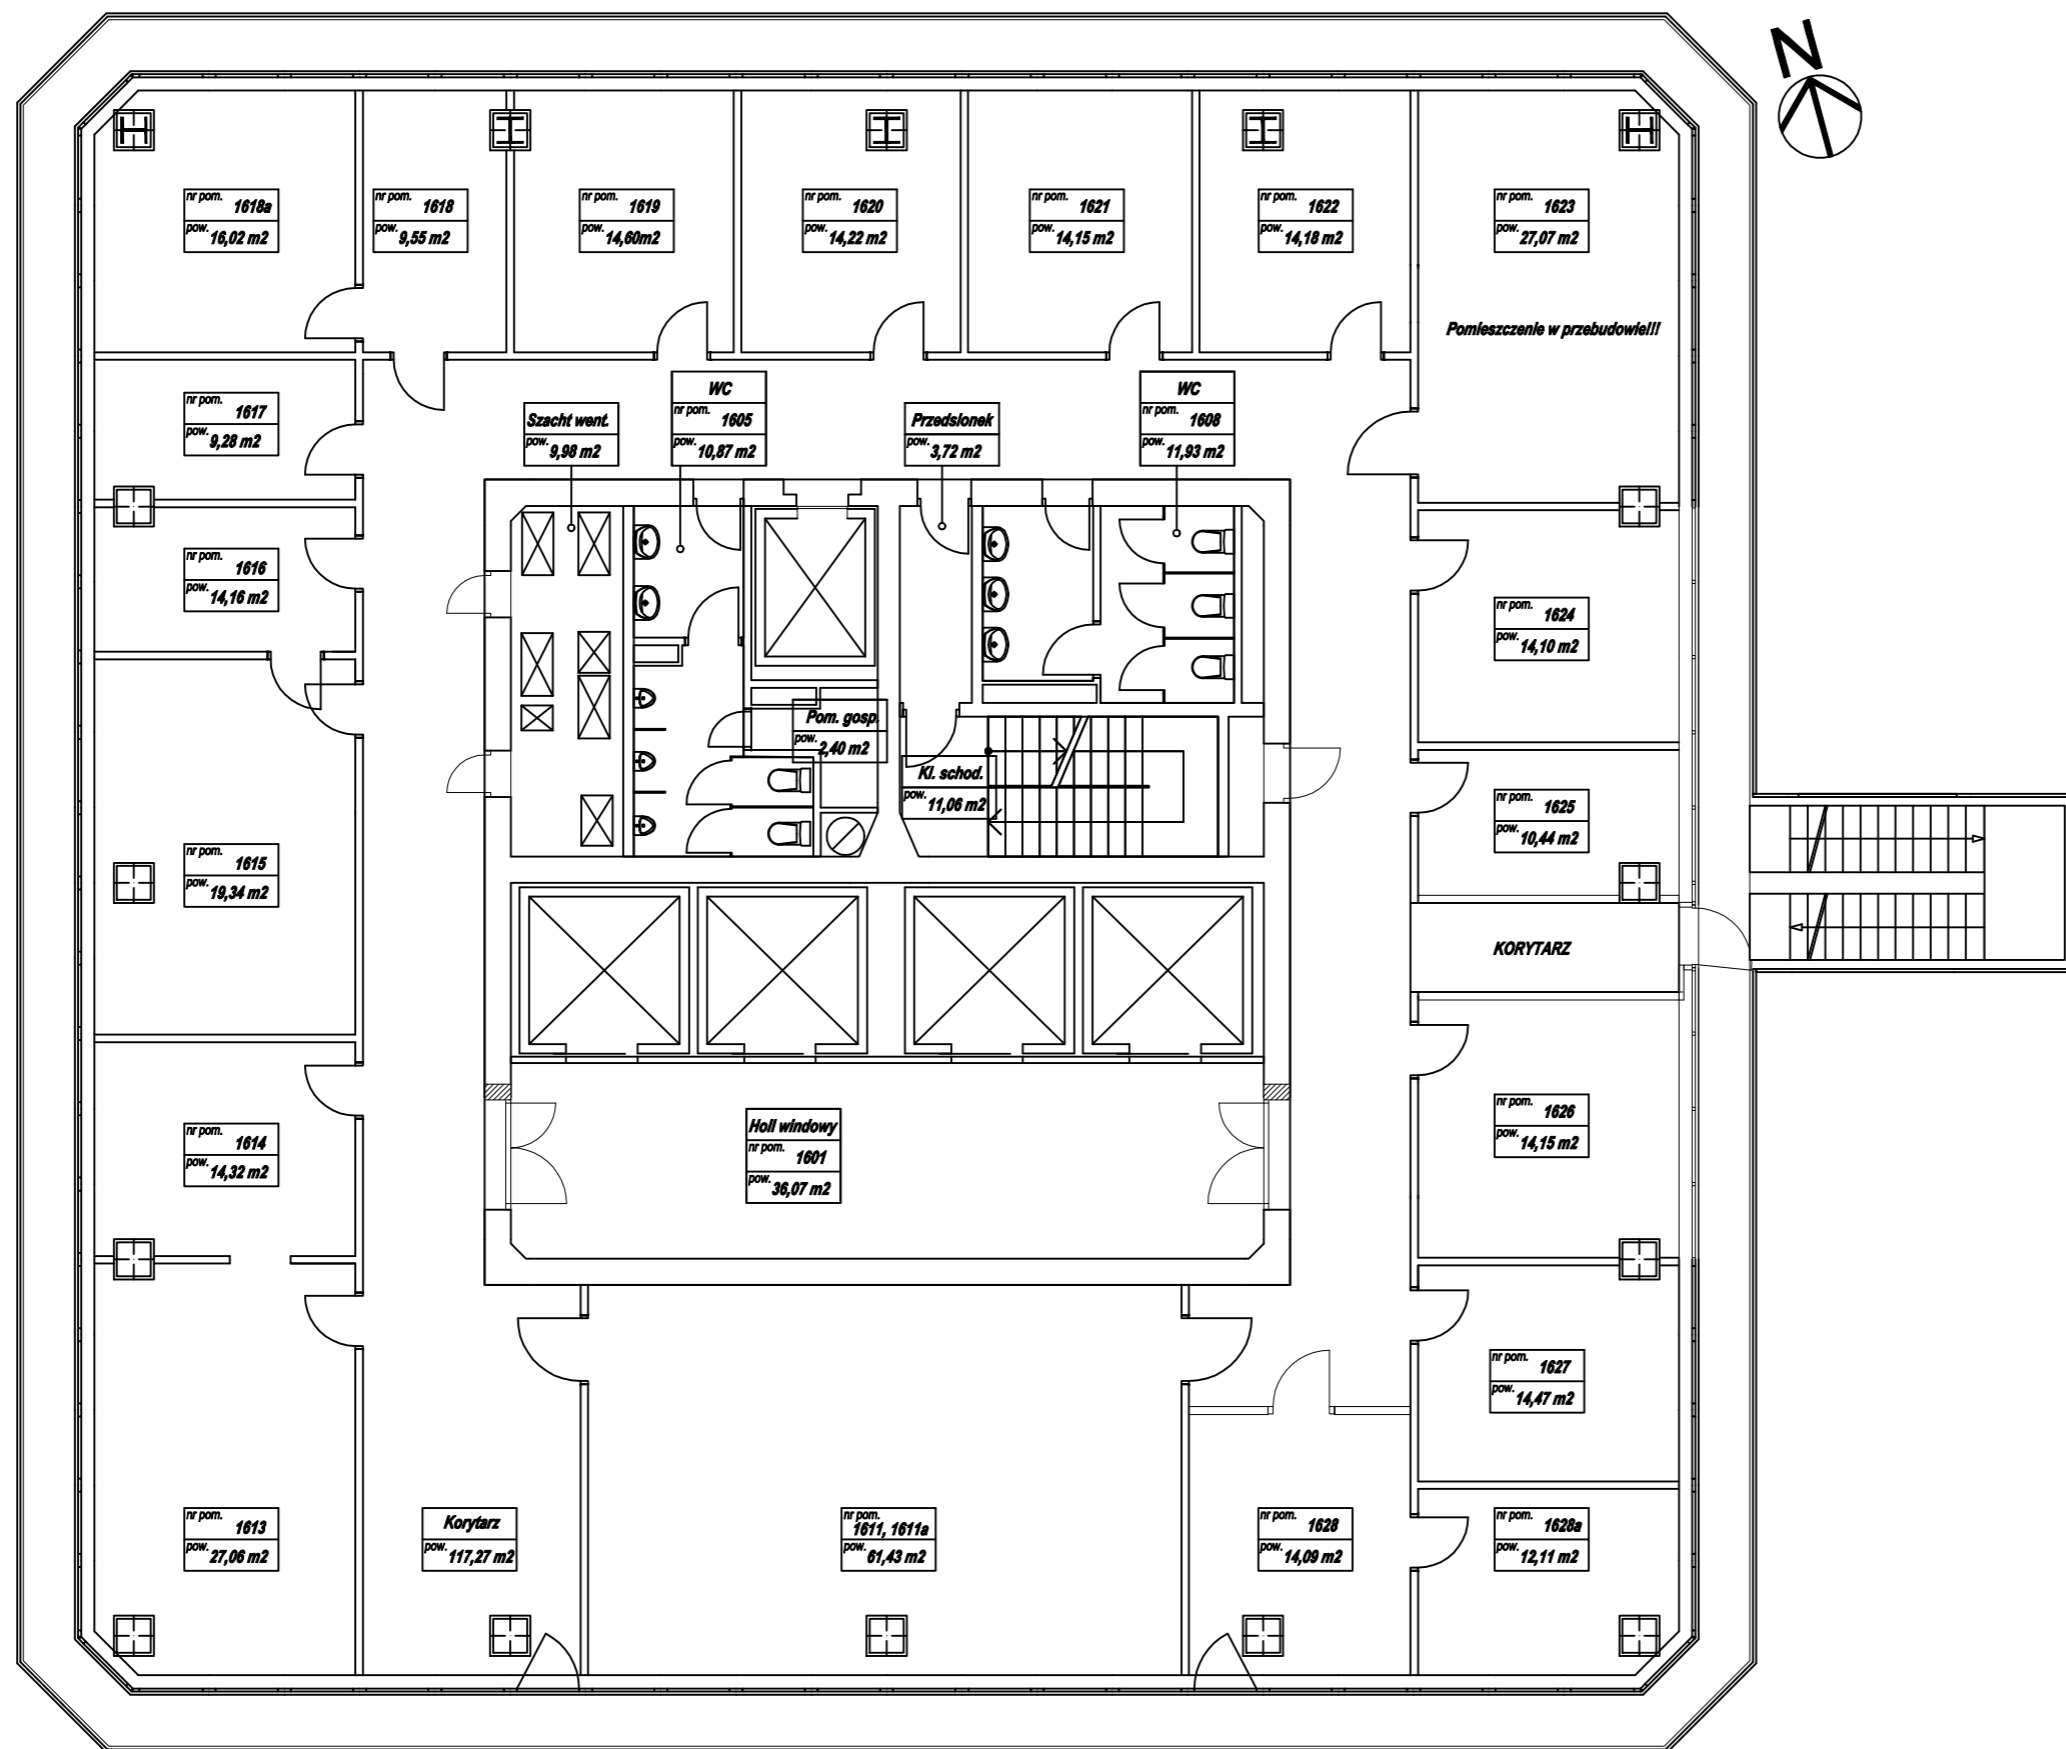 N
nr pom. 1618a
pow. 16,02 m2
nr pom. 1618
pow. 9,55 m2
nr pom. 1619
pow. 14,60m2
nr pom. 1620
pow. 14,22 m2
nr pom. 1621
pow. 14,15 m2
nr pom. 1622
pow. 14,18 m2
nr pom. 1623
pow. 27,07 m2
Pomieszczenie w przebudowie!!!
nr pom. 1617
pow. 9,28 m2
Szacht went.
pow. 9,98 m2
WC
nr pom. 1605
pow. 10,87 m2
Przedsionek
pow. 3,72 m2
WC
nr pom. 1608
pow. 11,93 m2
nr pom. 1616
pow. 14,16 m2
nr pom. 1624
pow. 14,10 m2
Pom. gosp.
pow. 2,40 m2
Kl. schod.
pow. 11,06 m2
nr pom. 1625
pow. 10,44 m2
nr pom. 1615
pow. 19,34 m2
KORYTARZ
nr pom. 1614
pow. 14,32 m2
Holl windowy
nr pom. 1601
pow. 36,07 m2
nr pom. 1626
pow. 14,15 m2
nr pom. 1627
pow. 14,47 m2
nr pom. 1613
pow. 27,06 m2
Korytarz
pow. 117,27 m2
nr pom.
1611, 1611a
pow. 61,43 m2
nr pom. 1628
pow. 14,09 m2
nr pom. 1628a
pow. 12,11 m2